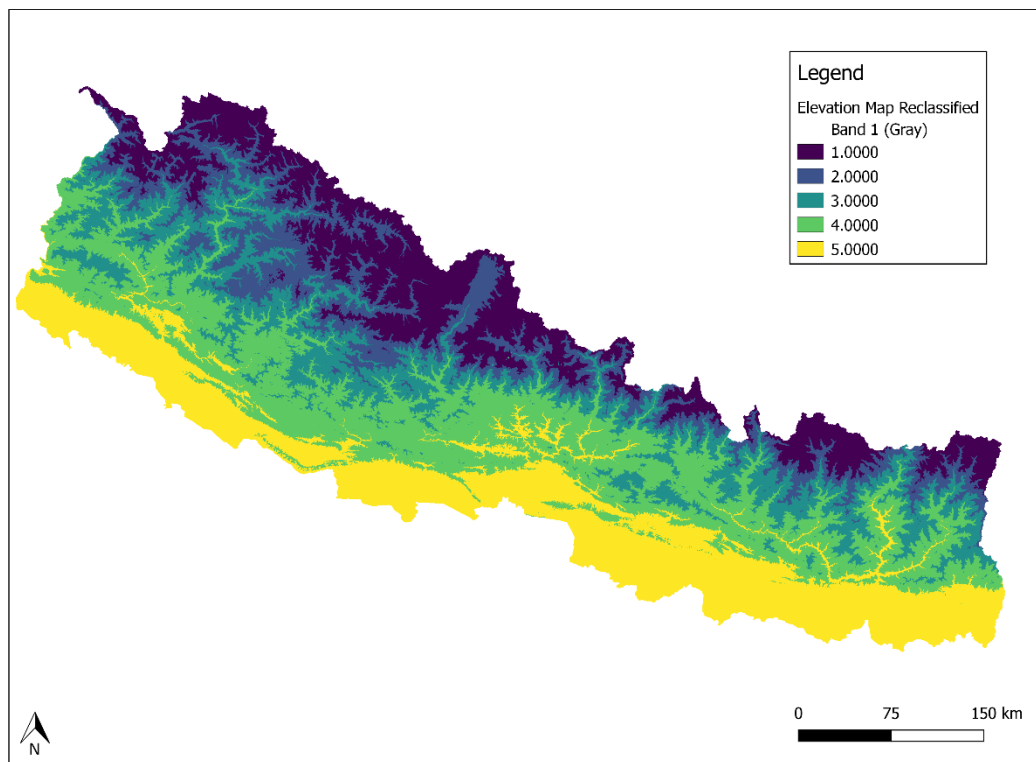 Legend
Elevation Map Reclassified
Band 1 (Gray)
1.0000
2.0000
3.0000
4.0000
5.0000
N
0 75 150 km